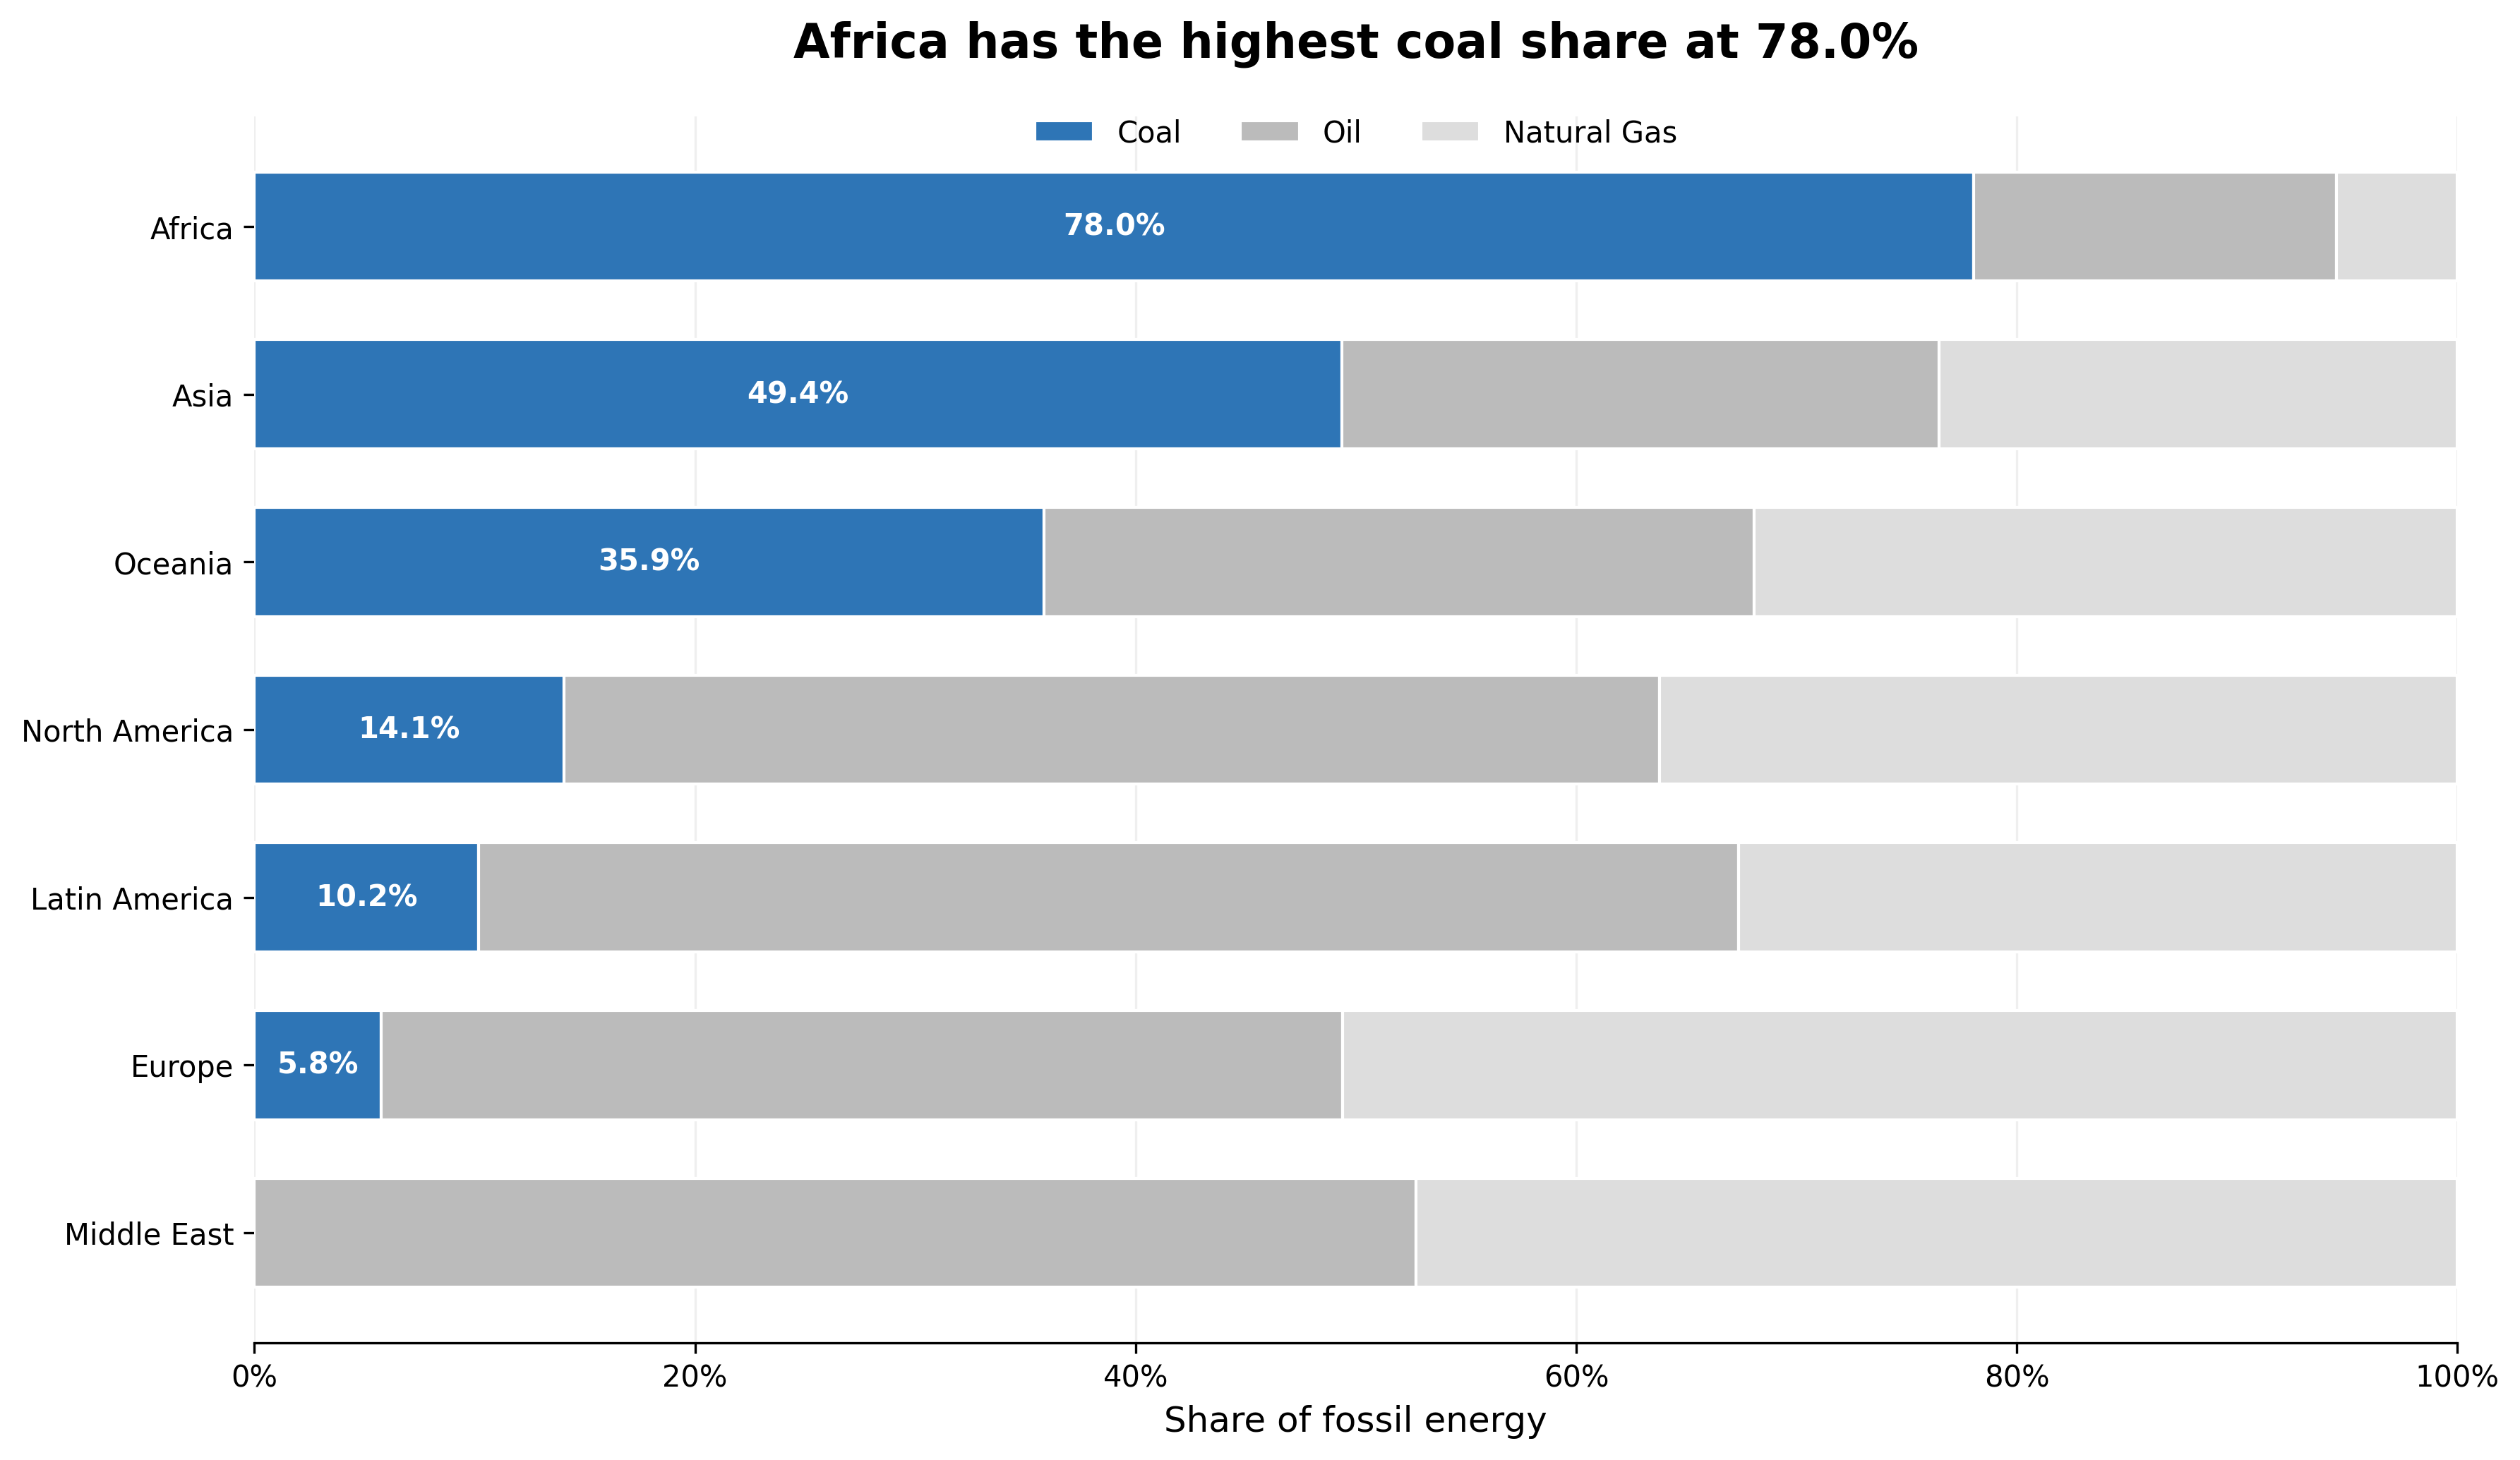 Africa has the highest coal share at 78.0%
Coal Oil Natural Gas
Africa 78.0%
Asia 49.4%
Oceania 35.9%
North America 14.1%
Latin America 10.2%
Europe 5.8%
Middle East
0% 20% 40% 60% 80% 100%
Share of fossil energy